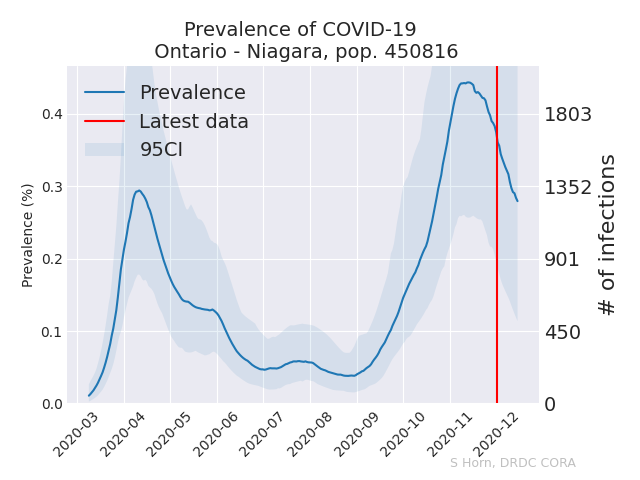 Prevalence of COVID-19
Ontario - Niagara, pop. 450816
Prevalence
Latest data
95CI
Prevalence (%)
0.4
0.3
0.2
0.1
0.0
1803
1352
901
450
0
# of infections
2020-03
2020-04
2020-05
2020-06
2020-07
2020-08
2020-09
2020-10
2020-11
2020-12
S Horn, DRDC CORA